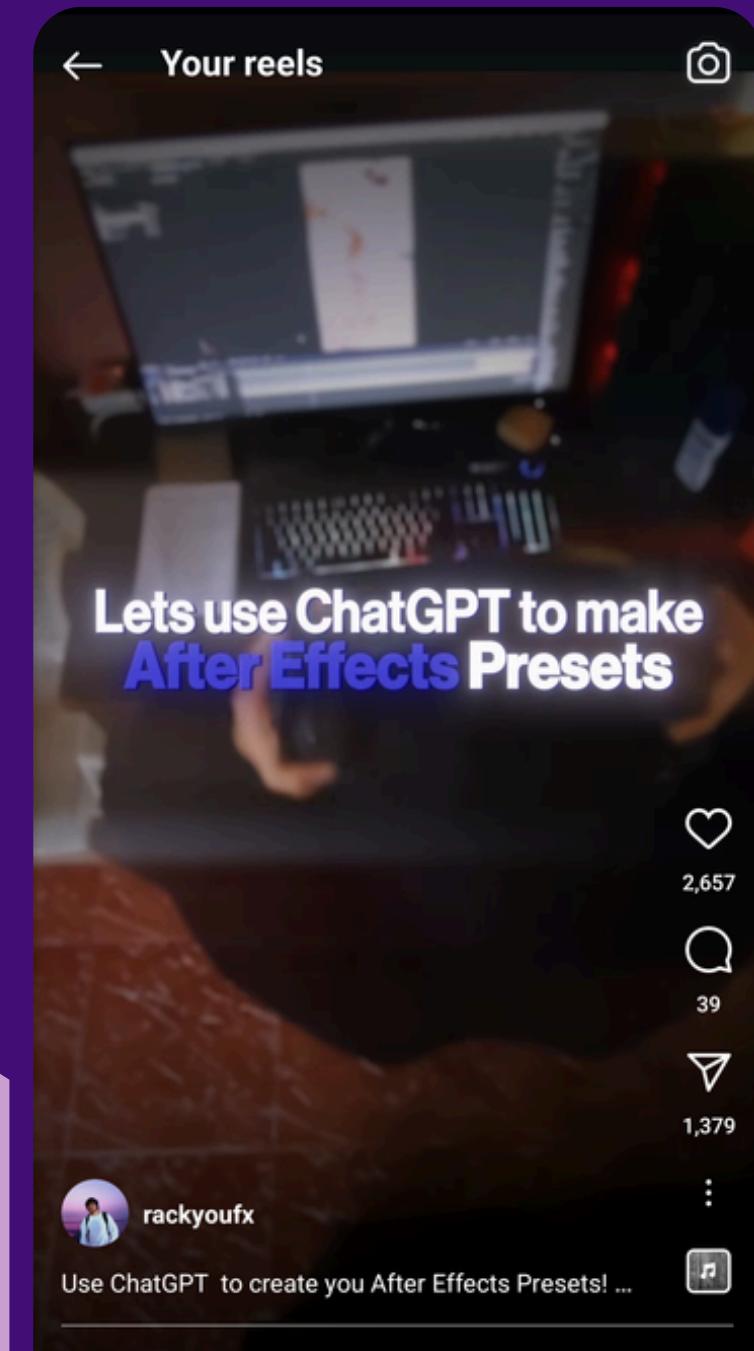 Your reels
Lets use ChatGPT to make
After Effects Presets
2,657
39
1,379
rackyoufx
Use ChatGPT  to create you After Effects Presets! ...